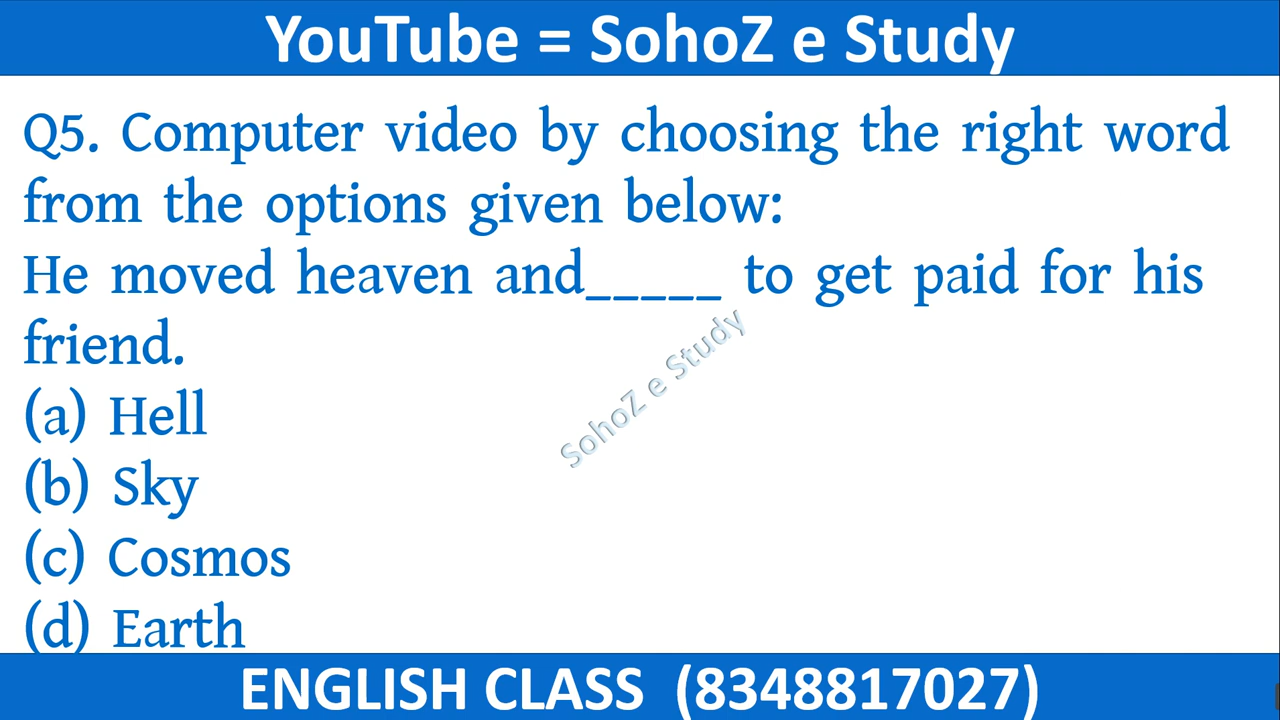 YouTube = SohoZ e Study
Q5. Computer video by choosing the right word
from the options given below:
He moved heaven and_____ to get paid for his
friend.
SohoZ e Study
(a) Hell
(b) Sky
(c) Cosmos
(d) Earth
ENGLISH CLASS (8348817027)